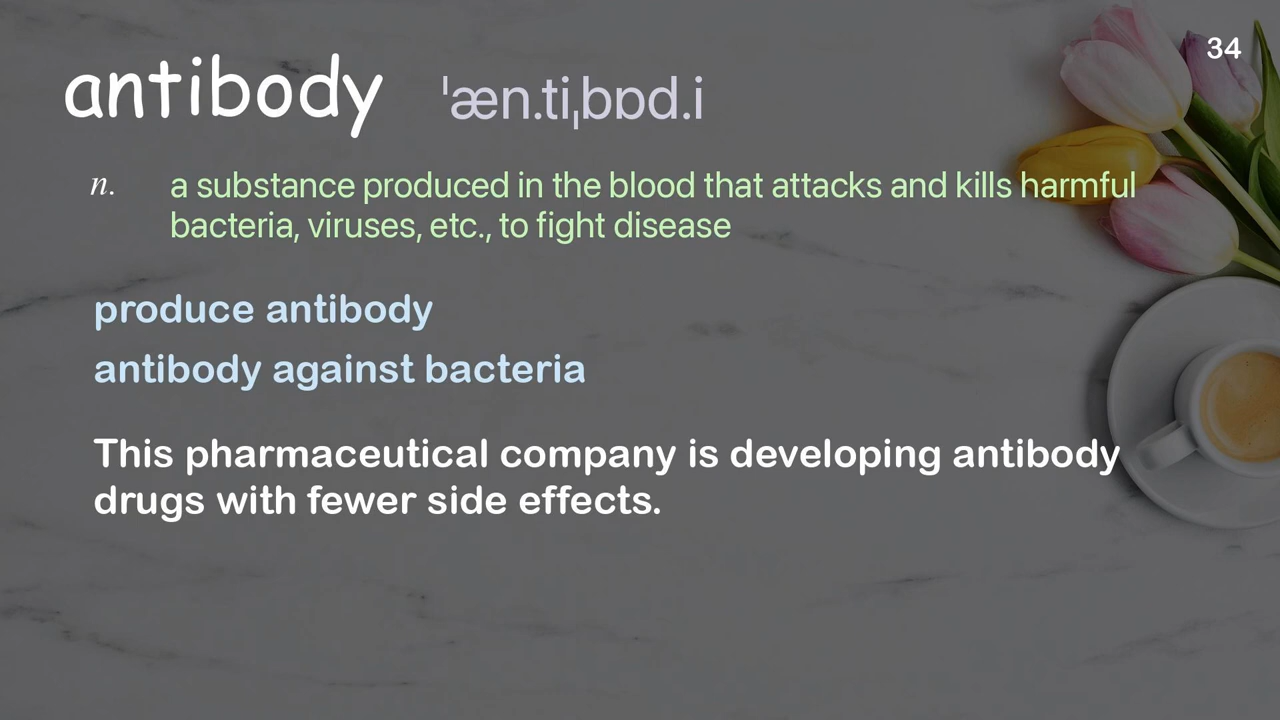 34
antibody ˈæn.tiˌbɒd.i
n. a substance produced in the blood that attacks and kills harmful
bacteria, viruses, etc., to fight disease
produce antibody
antibody against bacteria
This pharmaceutical company is developing antibody
drugs with fewer side effects.